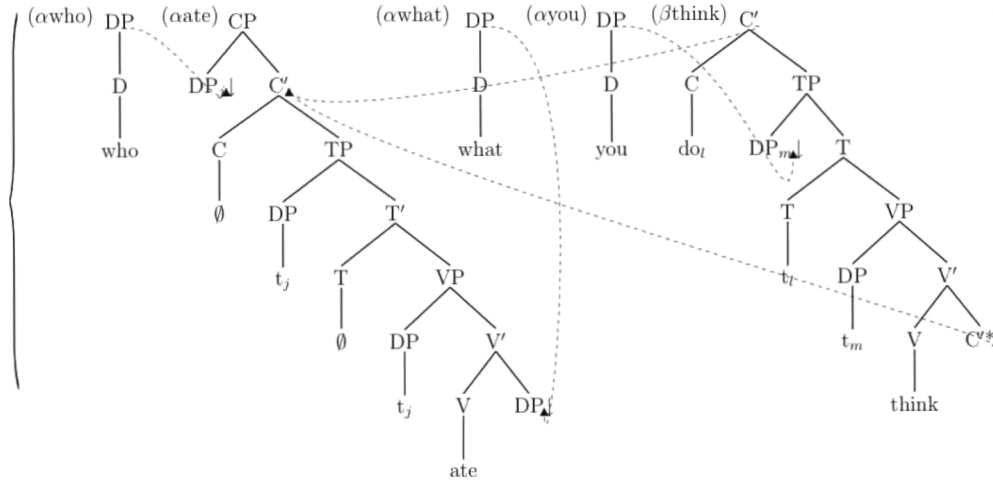 (αwho) DP (αate) CP (αwhat) DP (αyou) DP (βthink) C′
D DP↓ C′ D D C TP
who C TP what you do_l DP_m↓ T
∅ DP T′ T VP
t_j T VP t_l DP V′
∅ DP V′ t_m V C′*
t_j V DP↓ think
ate